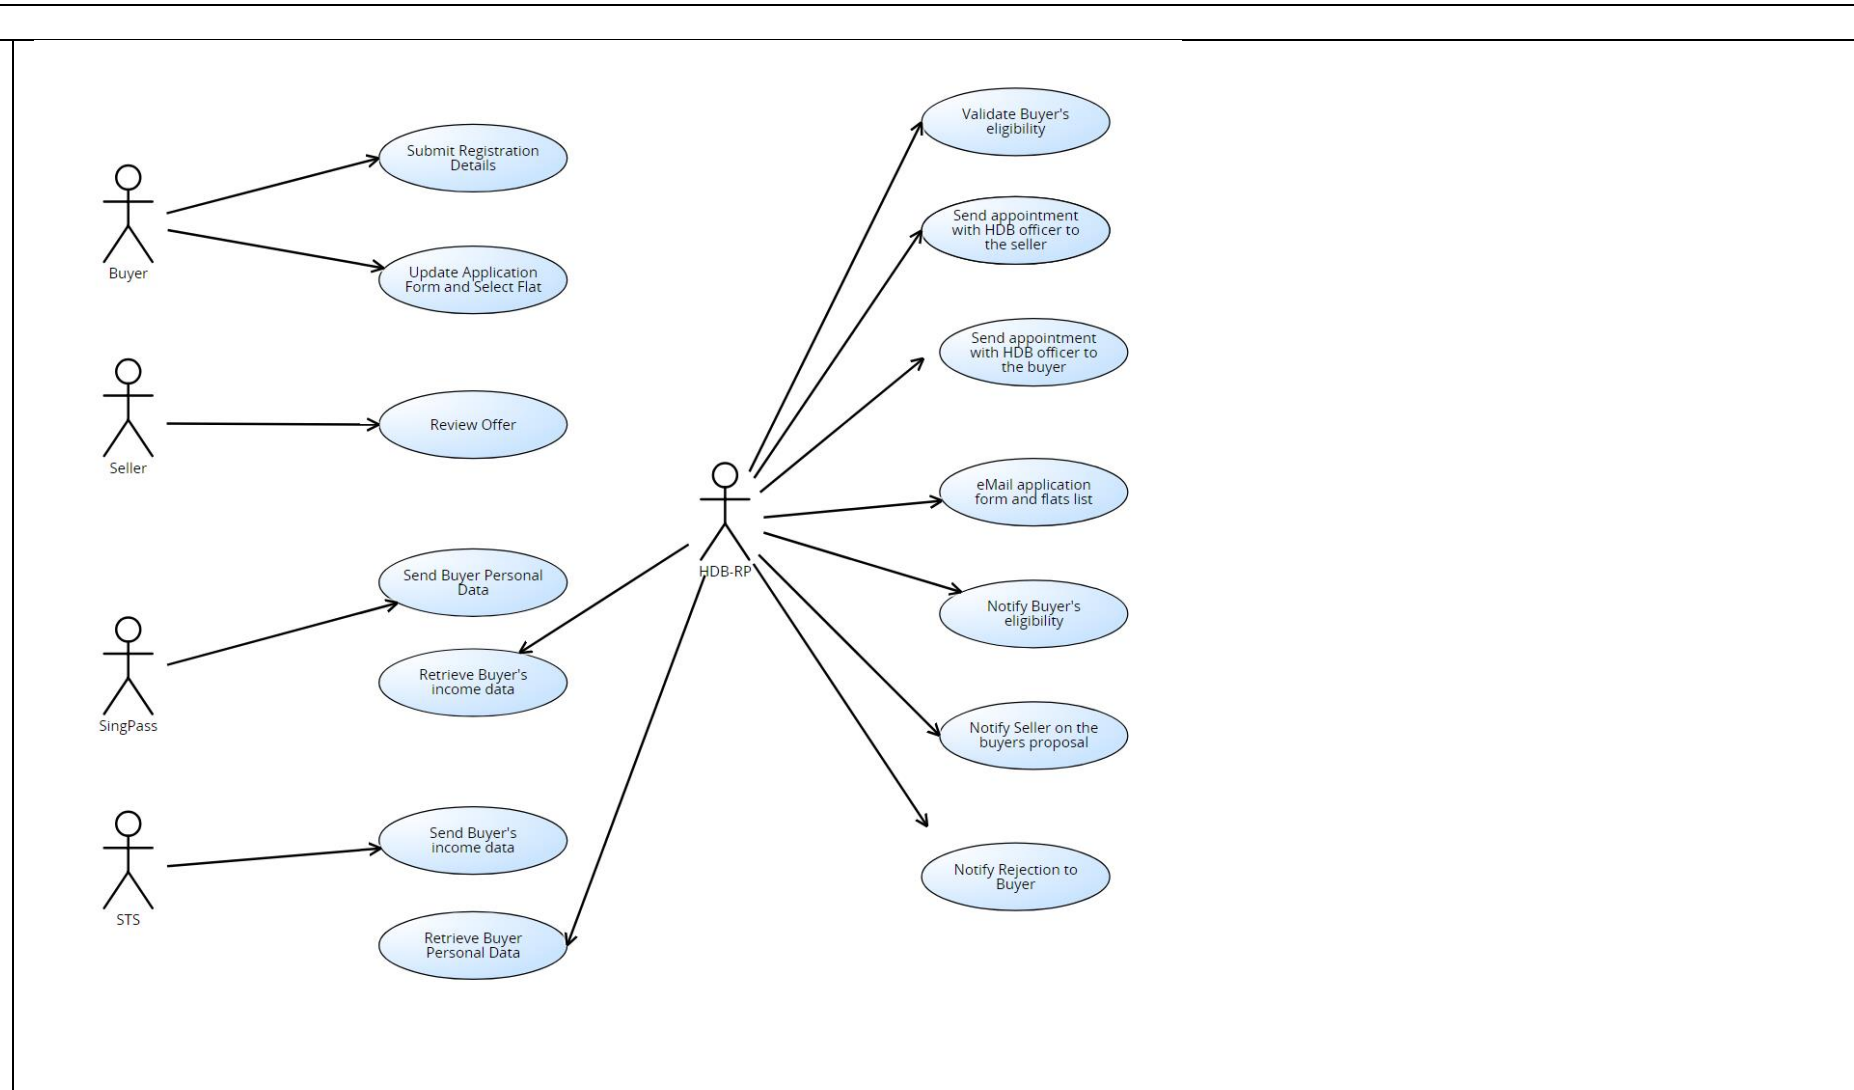 Submit Registration
Details
Buyer
Update Application
Form and Select Flat
Review Offer
Seller
Send Buyer Personal
Data
Retrieve Buyer's
income data
SingPass
Send Buyer's
income data
STS
Retrieve Buyer
Personal Data
HDB-RP
Validate Buyer's
eligibility
Send appointment
with HDB officer to
the seller
Send appointment
with HDB officer to
the buyer
eMail application
form and flats list
Notify Buyer's
eligibility
Notify Seller on the
buyers proposal
Notify Rejection to
Buyer